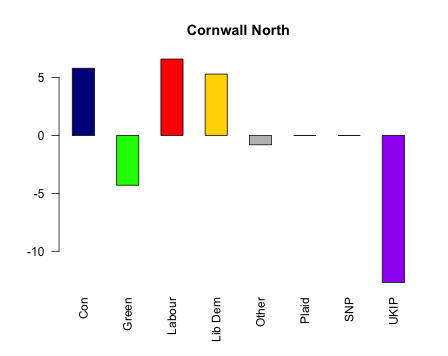 Cornwall North
5
0
-5
-10
Con
Green
Labour
Lib Dem
Other
Plaid
SNP
UKIP